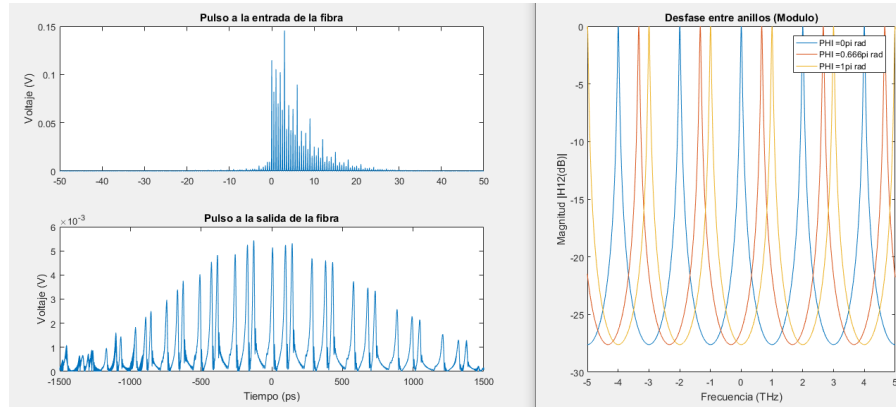 Pulso a la entrada de la fibra
0.15
0.1
0.05
0
Voltaje (V)
-50 -40 -30 -20 -10 0 10 20 30 40 50
Pulso a la salida de la fibra
×10^-3
6
5
4
3
2
1
0
Voltaje (V)
-1500 -1000 -500 0 500 1000 1500
Tiempo (ps)
Desfase entre anillos (Modulo)
PHI =0pi rad
PHI =0.666pi rad
PHI =1pi rad
0
-5
-10
-15
-20
-25
-30
Magnitud |H12(dB)|
-5 -4 -3 -2 -1 0 1 2 3 4 5
Frecuencia (THz)